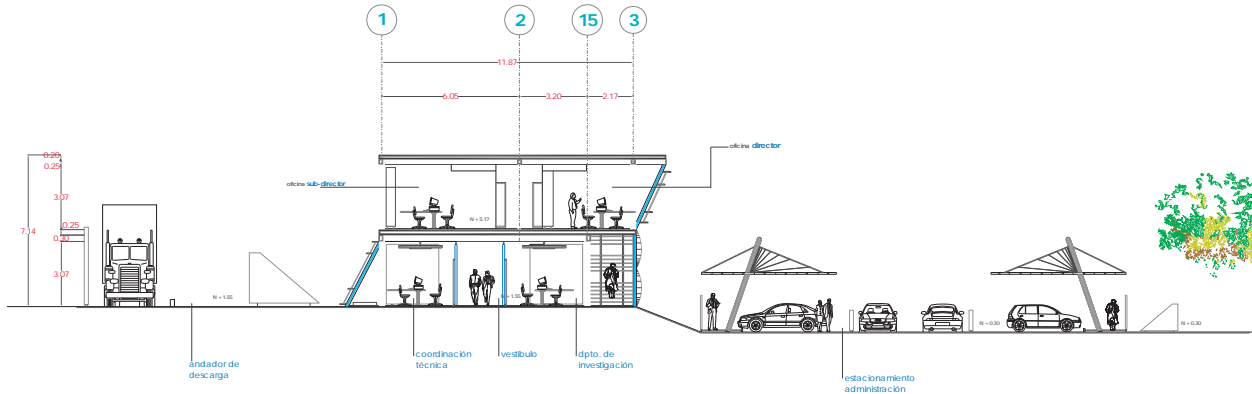 1 2 15 3
11.87
6.05 3.20 2.17
oficina director
0.20
0.25
oficina sub-director
3.07
N + 5.17
0.25
7.14
0.30
3.07
N + 1.55
N + 1.55
N + 0.30
N + 0.30
andador de
descarga
coordinación
técnica
vestíbulo
dpto. de
investigación
estacionamiento
administración